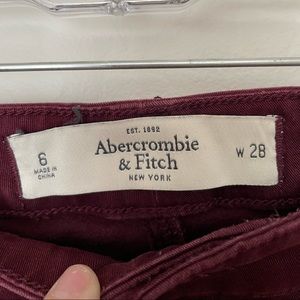 EST. 1892
Abercrombie
& Fitch
NEW YORK
6
MADE IN
CHINA
W 28